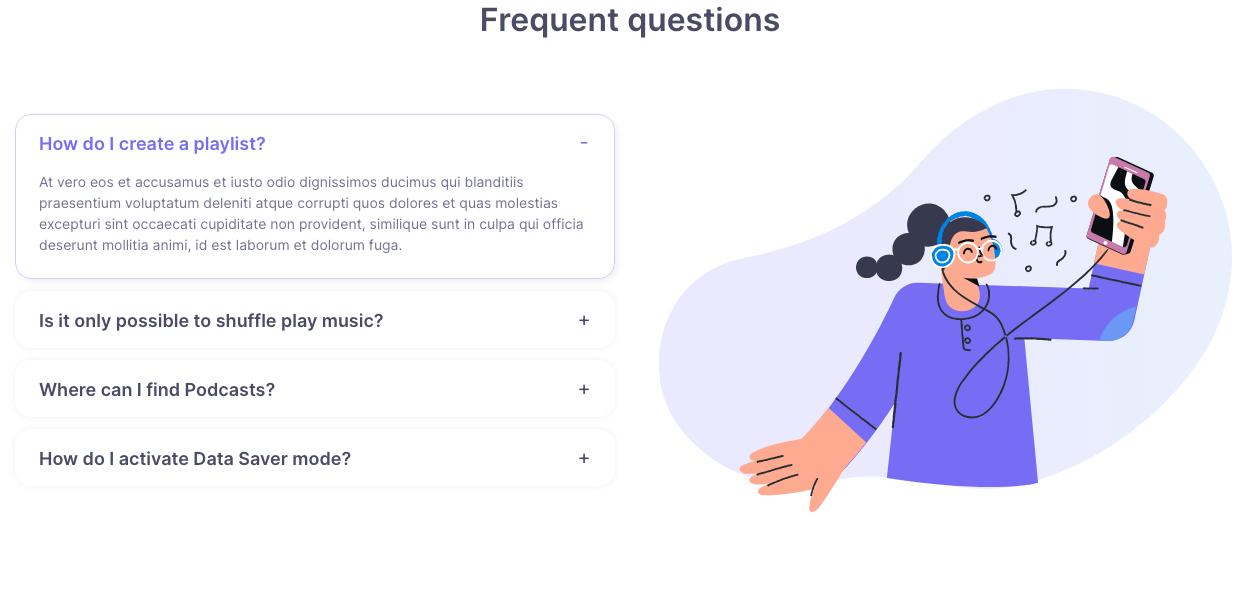 Frequent questions
How do I create a playlist? -
At vero eos et accusamus et iusto odio dignissimos ducimus qui blanditiis
praesentium voluptatum deleniti atque corrupti quos dolores et quas molestias
excepturi sint occaecati cupiditate non provident, similique sunt in culpa qui officia
deserunt mollitia animi, id est laborum et dolorum fuga.
Is it only possible to shuffle play music? +
Where can I find Podcasts? +
How do I activate Data Saver mode? +